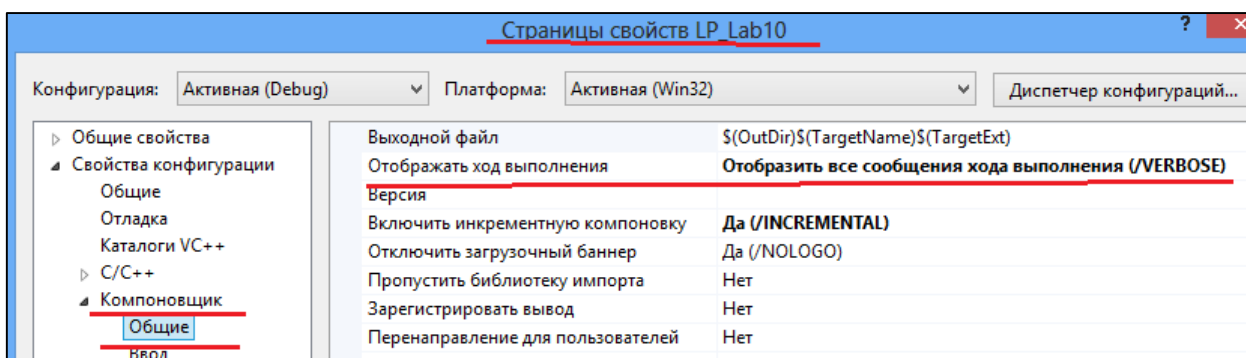 Страницы свойств LP_Lab10
?
Конфигурация: Активная (Debug) Платформа: Активная (Win32) Диспетчер конфигураций...
Общие свойства
Свойства конфигурации
Общие
Отладка
Каталоги VC++
C/C++
Компоновщик
Общие
Ввод
Выходной файл $(OutDir)$(TargetName)$(TargetExt)
Отображать ход выполнения Отобразить все сообщения хода выполнения (/VERBOSE)
Версия
Включить инкрементную компоновку Да (/INCREMENTAL)
Отключить загрузочный баннер Да (/NOLOGO)
Пропустить библиотеку импорта Нет
Зарегистрировать вывод Нет
Перенаправление для пользователей Нет